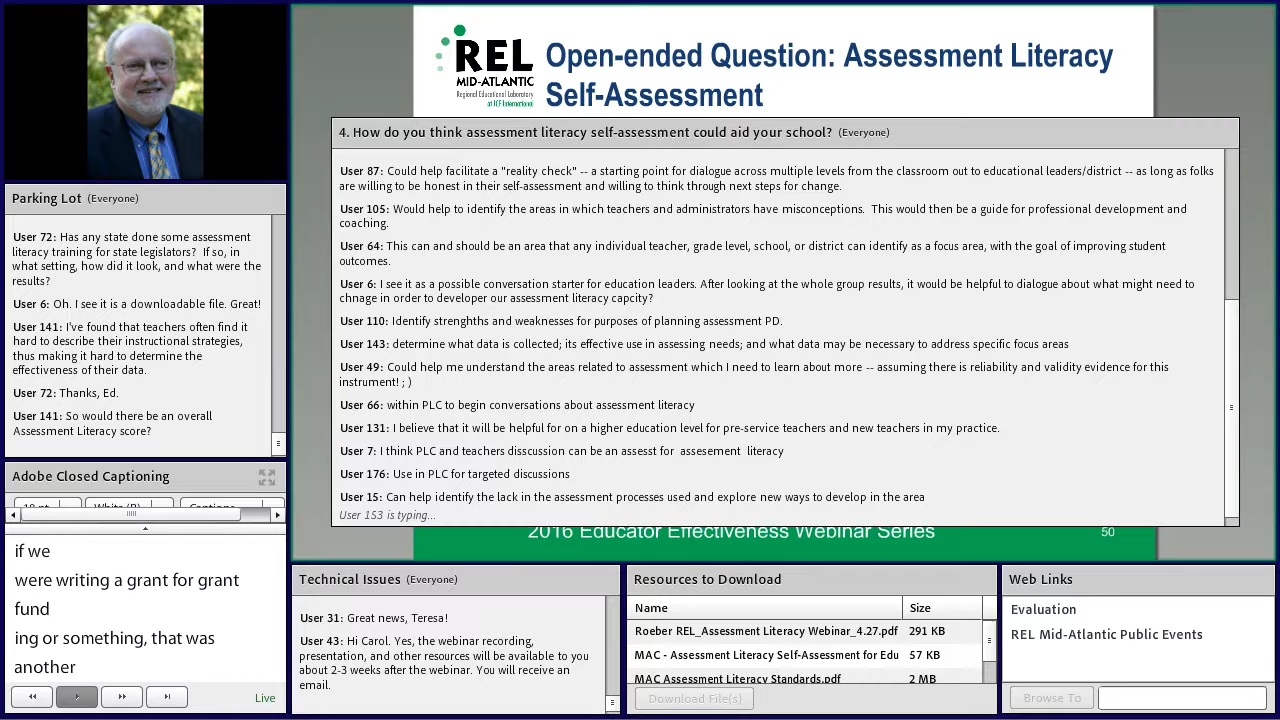 REL
MID-ATLANTIC
Regional Educational Laboratory
at ICF International
Open-ended Question: Assessment Literacy
Self-Assessment
4. How do you think assessment literacy self-assessment could aid your school? (Everyone)
User 87: Could help facilitate a "reality check" -- a starting point for dialogue across multiple levels from the classroom out to educational leaders/district -- as long as folks
are willing to be honest in their self-assessment and willing to think through next steps for change.
User 105: Would help to identify the areas in which teachers and administrators have misconceptions. This would then be a guide for professional development and
coaching.
User 64: This can and should be an area that any individual teacher, grade level, school, or district can identify as a focus area, with the goal of improving student
outcomes.
User 6: I see it as a possible conversation starter for education leaders. After looking at the whole group results, it would be helpful to dialogue about what might need to
chnage in order to developer our assessment literacy capcity?
User 110: Identify strenghths and weaknesses for purposes of planning assessment PD.
User 143: determine what data is collected; its effective use in assessing needs; and what data may be necessary to address specific focus areas
User 49: Could help me understand the areas related to assessment which I need to learn about more -- assuming there is reliability and validity evidence for this
instrument! ; )
User 66: within PLC to begin conversations about assessment literacy
User 131: I believe that it will be helpful for on a higher education level for pre-service teachers and new teachers in my practice.
User 7: I think PLC and teachers disscussion can be an assesst for assesement literacy
User 176: Use in PLC for targeted discussions
User 15: Can help identify the lack in the assessment processes used and explore new ways to develop in the area
User 153 is typing...
2016 Educator Effectiveness Webinar Series
50
Parking Lot (Everyone)
User 72: Has any state done some assessment
literacy training for state legislators? If so, in
what setting, how did it look, and what were the
results?
User 6: Oh. I see it is a downloadable file. Great!
User 141: I've found that teachers often find it
hard to describe their instructional strategies,
thus making it hard to determine the
effectiveness of their data.
User 72: Thanks, Ed.
User 141: So would there be an overall
Assessment Literacy score?
Adobe Closed Captioning
18 pt
White (B)
Captions
if we
were writing a grant for grant
fund
ing or something, that was
another
Live
Technical Issues (Everyone)
User 31: Great news, Teresa!
User 43: Hi Carol. Yes, the webinar recording,
presentation, and other resources will be available to you
about 2-3 weeks after the webinar. You will receive an
email.
Resources to Download
Name Size
Roeber REL_Assessment Literacy Webinar_4.27.pdf 291 KB
MAC - Assessment Literacy Self-Assessment for Edu 57 KB
MAC Assessment Literacy Standards.pdf 2 MB
Download File(s)
Web Links
Evaluation
REL Mid-Atlantic Public Events
Browse To